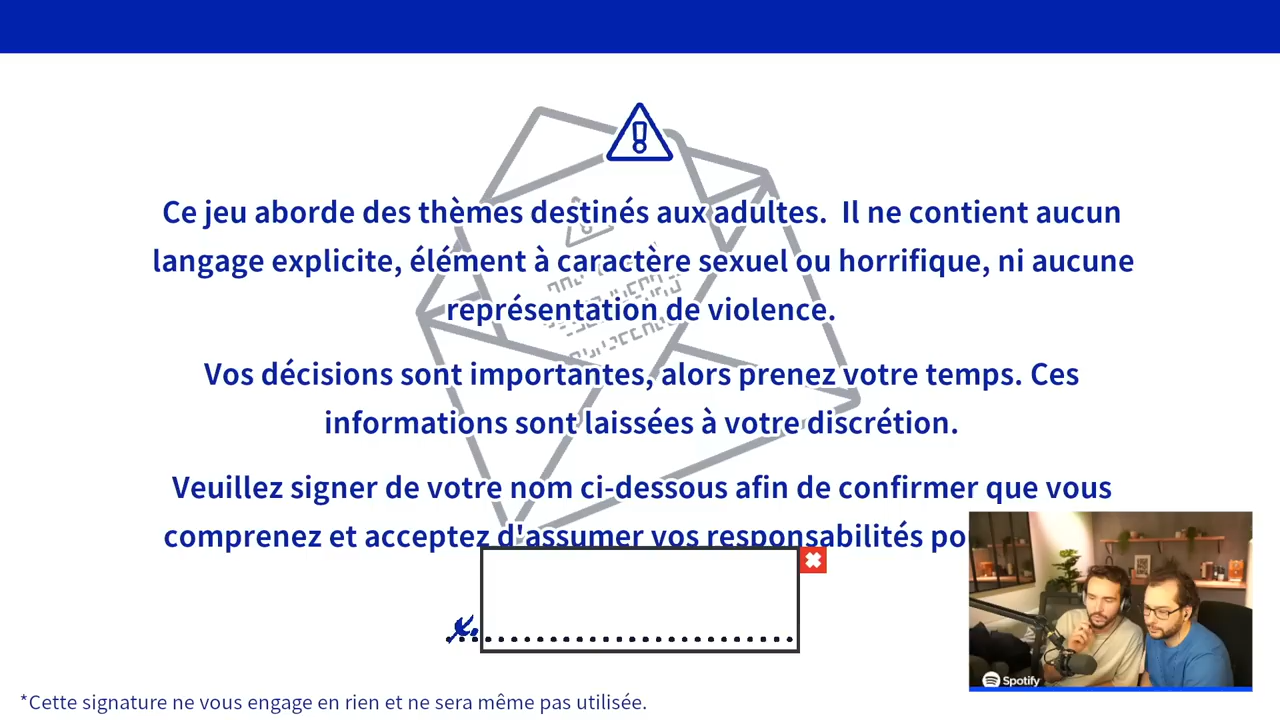 Ce jeu aborde des thèmes destinés aux adultes. Il ne contient aucun
langage explicite, élément à caractère sexuel ou horrifique, ni aucune
représentation de violence.
Vos décisions sont importantes, alors prenez votre temps. Ces
informations sont laissées à votre discrétion.
Veuillez signer de votre nom ci-dessous afin de confirmer que vous
comprenez et acceptez d'assumer vos responsabilités
Spotify
*Cette signature ne vous engage en rien et ne sera même pas utilisée.